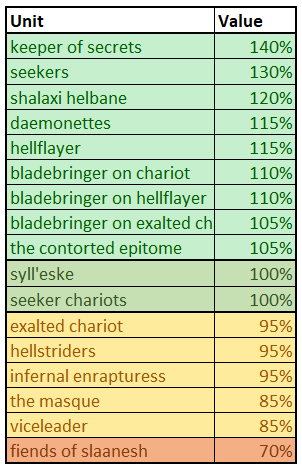 Unit Value
keeper of secrets 140%
seekers 130%
shalaxi helbane 120%
daemonettes 115%
hellflayer 115%
bladebringer on chariot 110%
bladebringer on hellflayer 110%
bladebringer on exalted ch 105%
the contorted epitome 105%
syll'eske 100%
seeker chariots 100%
exalted chariot 95%
hellstriders 95%
infernal enrapturess 95%
the masque 85%
viceleader 85%
fiends of slaanesh 70%